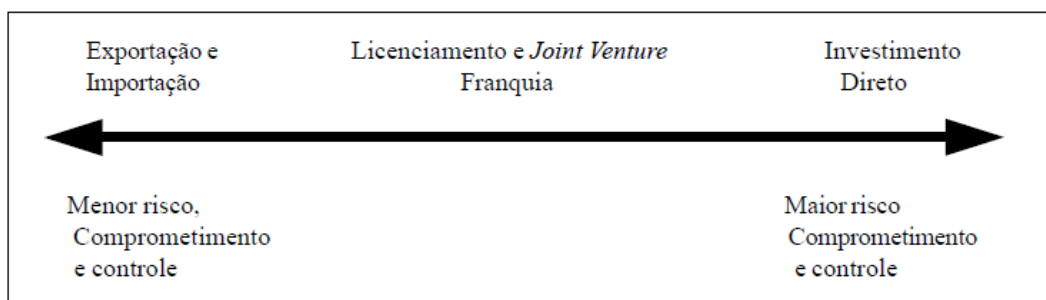 Exportação e
Importação
Licenciamento e Joint Venture
Franquia
Investimento
Direto
Menor risco,
Comprometimento
e controle
Maior risco
Comprometimento
e controle